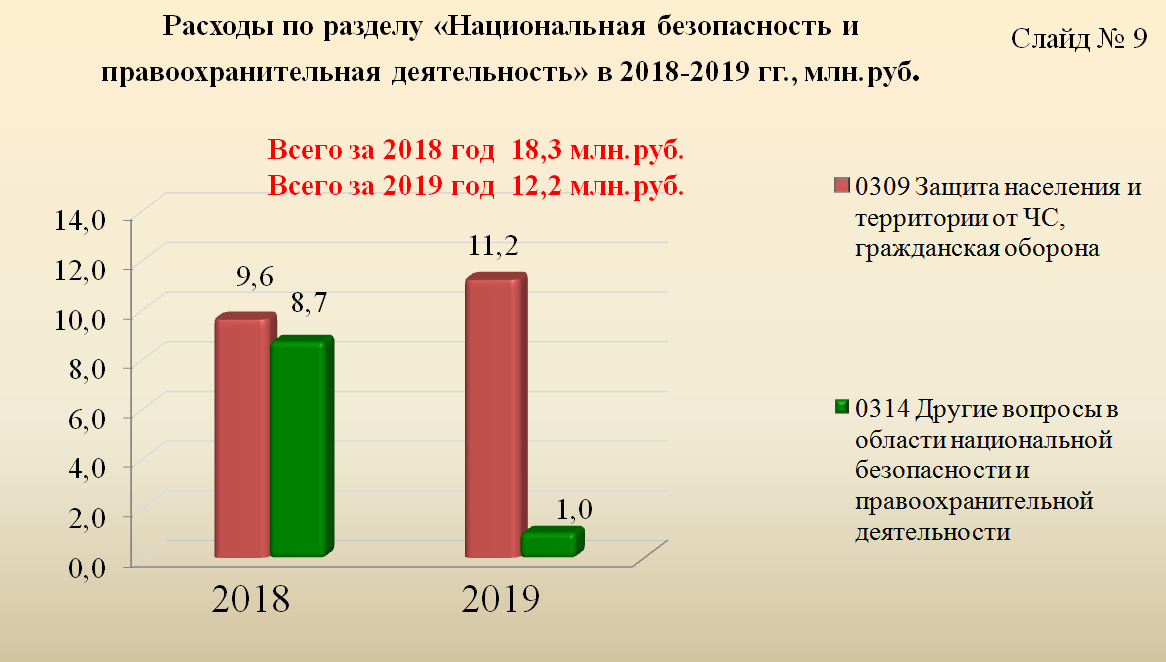 Расходы по разделу «Национальная безопасность и
правоохранительная деятельность» в 2018-2019 гг., млн.руб.
Слайд № 9
Всего за 2018 год 18,3 млн.руб.
Всего за 2019 год 12,2 млн.руб.
14,0
12,0
10,0
8,0
6,0
4,0
2,0
0,0
9,6
8,7
11,2
1,0
2018
2019
0309 Защита населения и
территории от ЧС,
гражданская оборона
0314 Другие вопросы в
области национальной
безопасности и
правоохранительной
деятельности